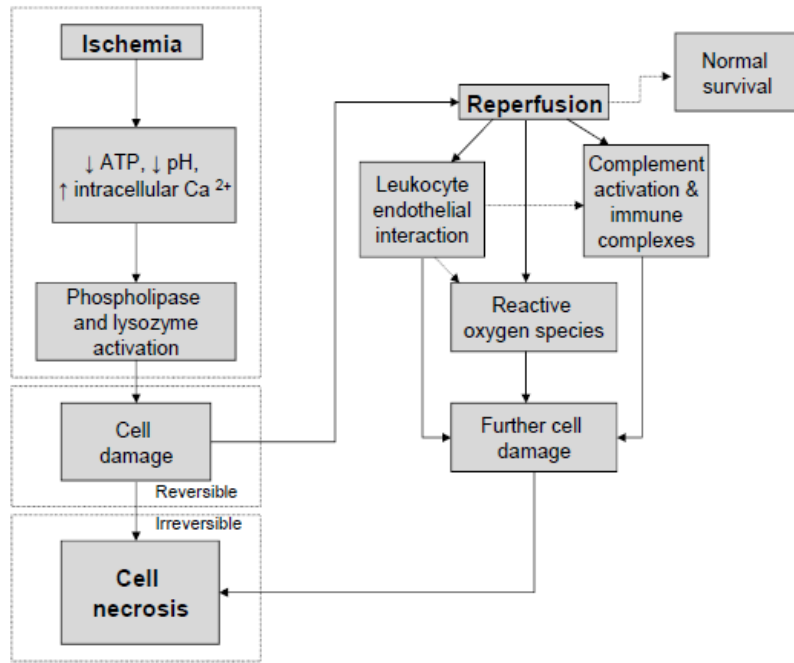 Ischemia
↓ ATP, ↓ pH,
↑ intracellular Ca 2+
Phospholipase
and lysozyme
activation
Cell
damage
Reversible
Irreversible
Cell
necrosis
Reperfusion
Normal
survival
Leukocyte
endothelial
interaction
Complement
activation &
immune
complexes
Reactive
oxygen species
Further cell
damage